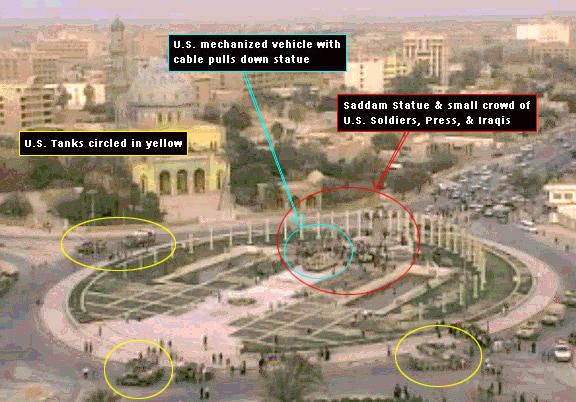 U.S. mechanized vehicle with
cable pulls down statue
Saddam Statue & small crowd of
U.S. Soldiers, Press, & Iraqis
U.S. Tanks circled in yellow